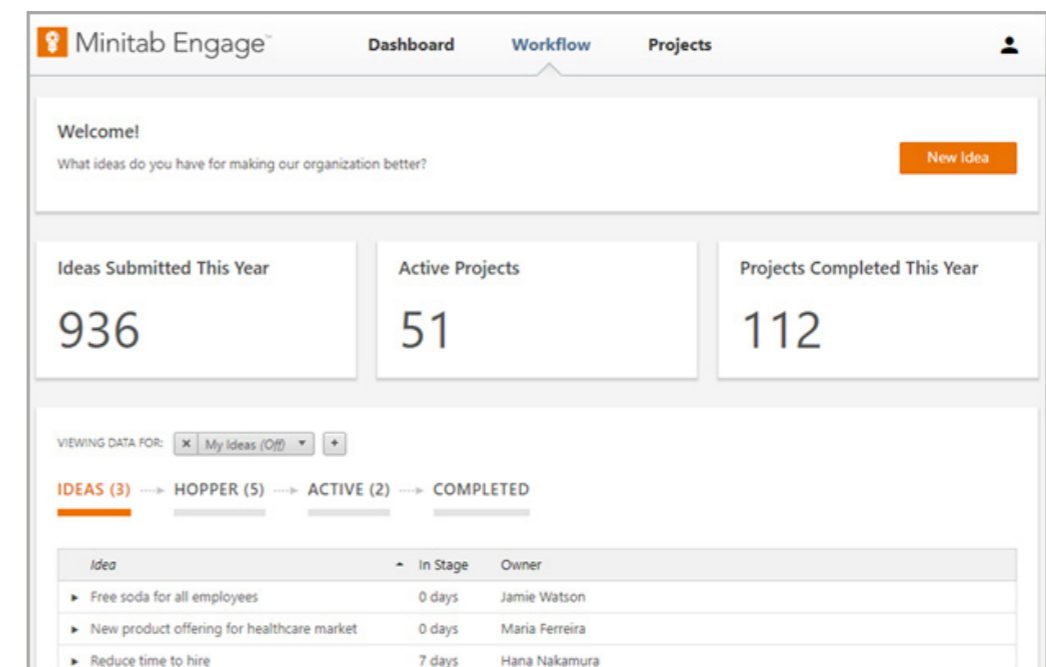 Minitab Engage™
Dashboard Workflow Projects
Welcome!
What ideas do you have for making our organization better?
New Idea
Ideas Submitted This Year
936
Active Projects
51
Projects Completed This Year
112
VIEWING DATA FOR: × My Ideas (Off) ▾ +
IDEAS (3) HOPPER (5) ACTIVE (2) COMPLETED
Idea In Stage Owner
Free soda for all employees 0 days Jamie Watson
New product offering for healthcare market 0 days Maria Ferreira
Reduce time to hire 7 days Hana Nakamura